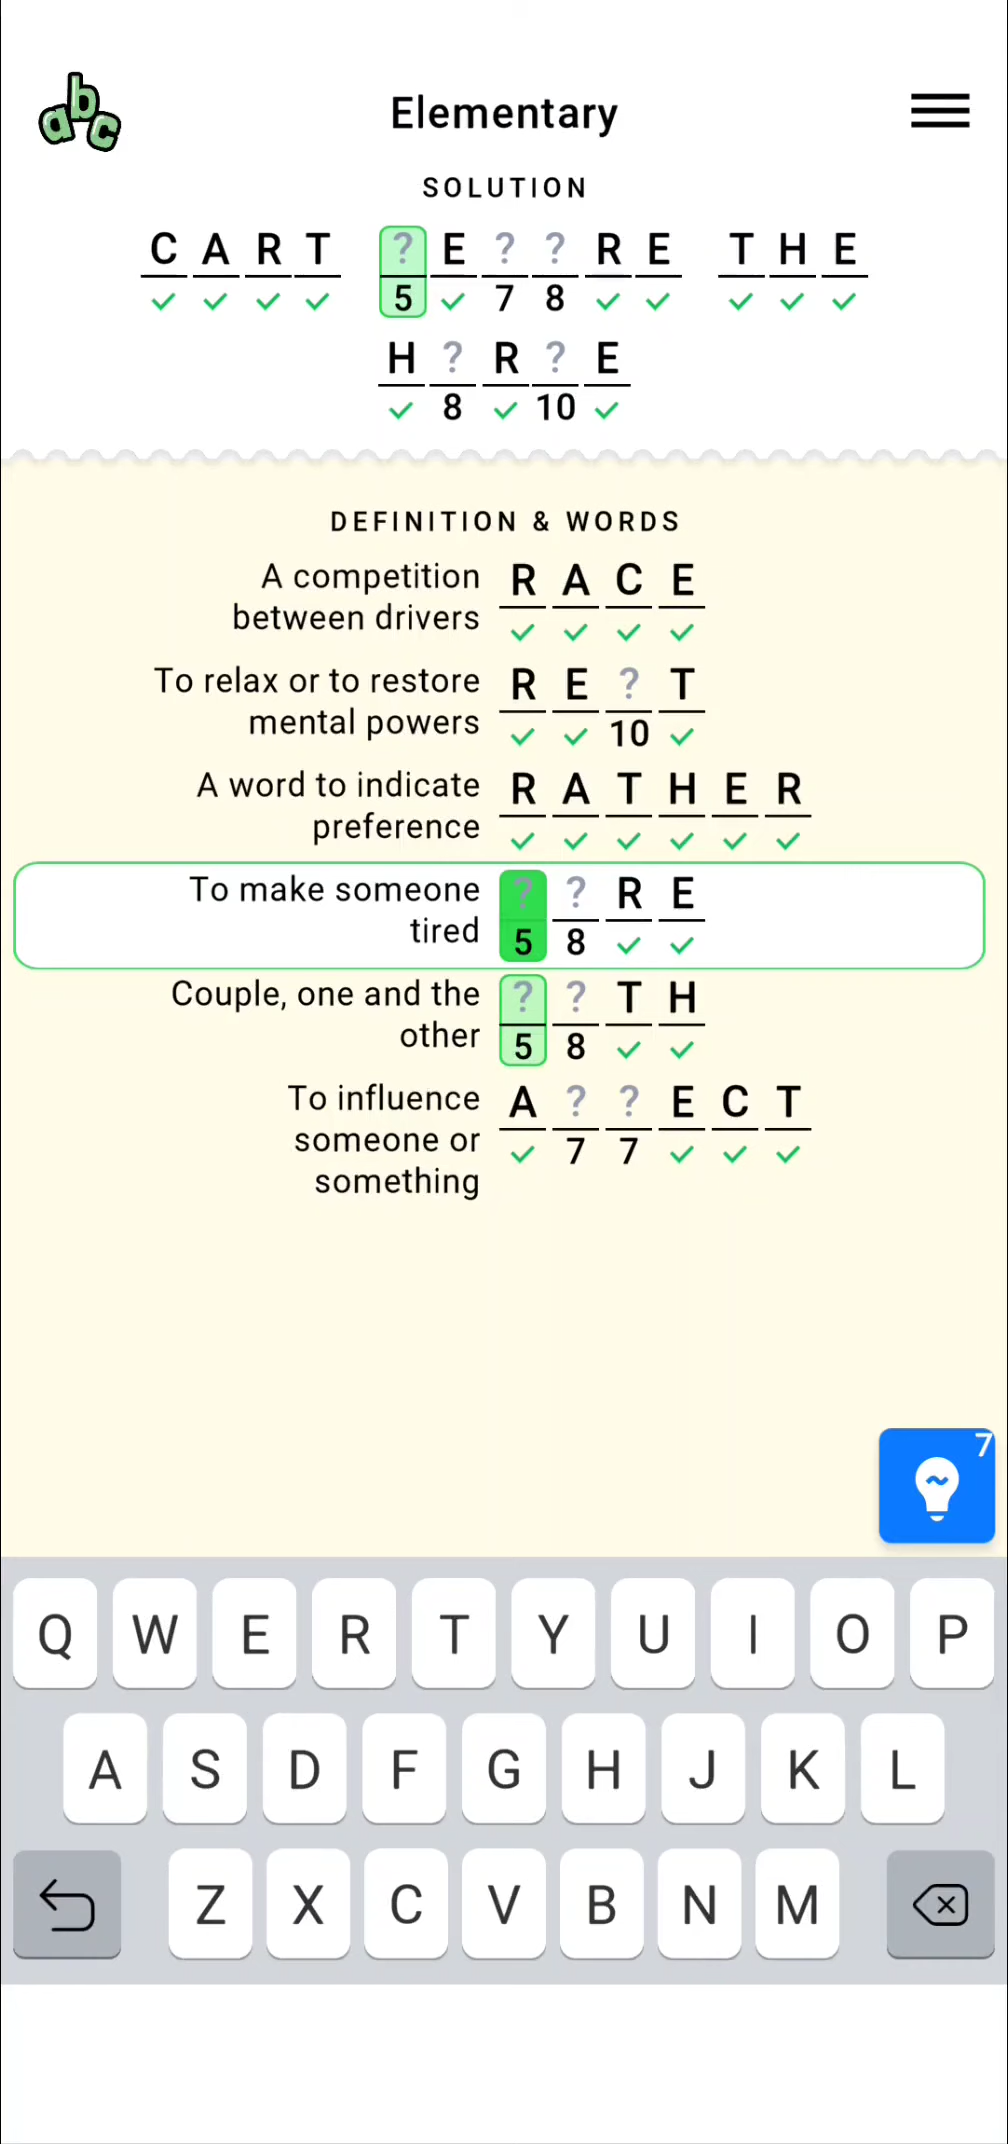 abc
Elementary
SOLUTION
C A R T ? E ? ? R E T H E
5 7 8
H ? R ? E
8 10
DEFINITION & WORDS
A competition between drivers
R A C E
To relax or to restore mental powers
R E ? T
10
A word to indicate preference
R A T H E R
To make someone tired
? ? R E
5 8
Couple, one and the other
? ? T H
5 8
To influence someone or something
A ? ? E C T
7 7
7
Q W E R T Y U I O P
A S D F G H J K L
Z X C V B N M